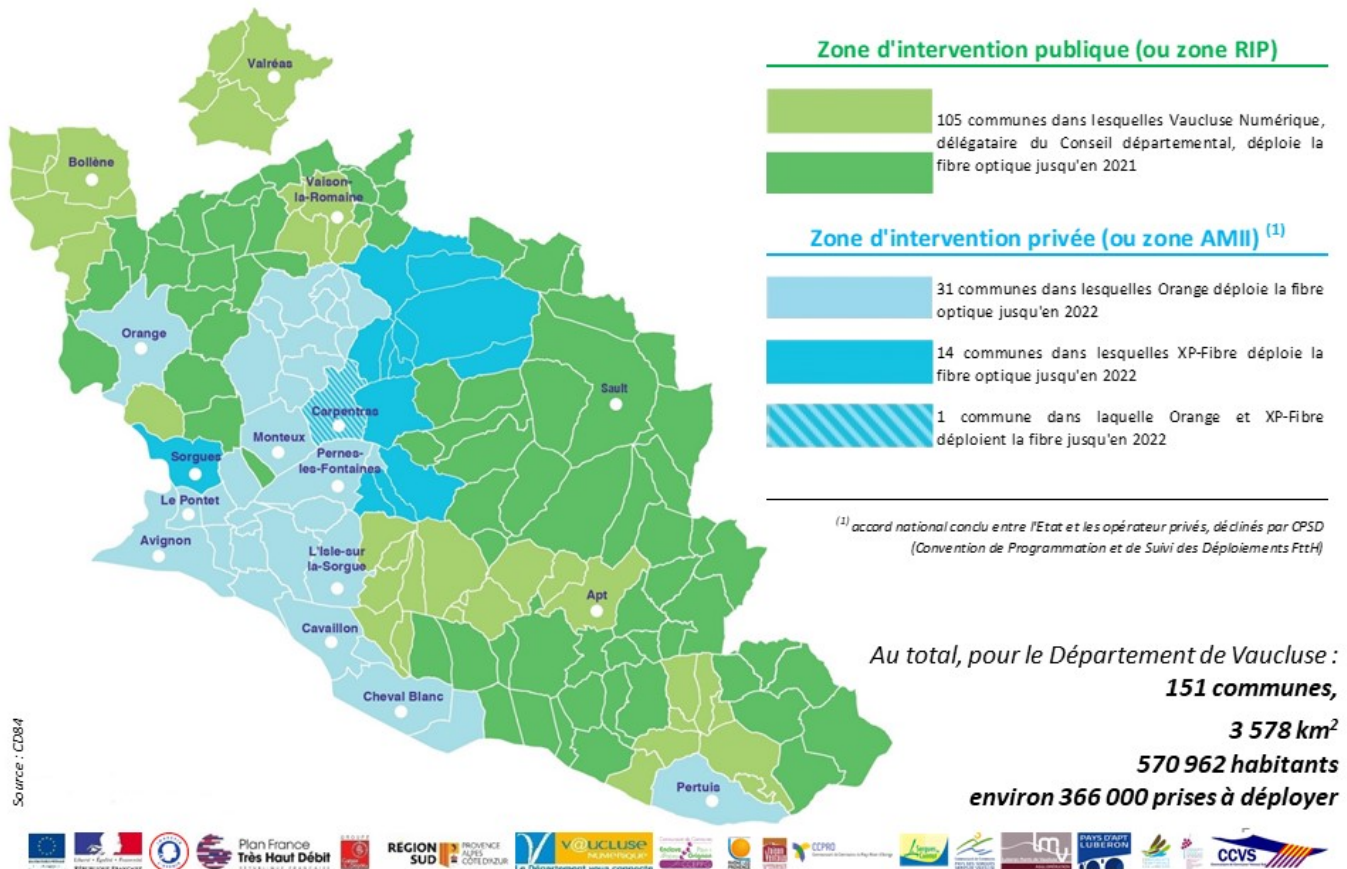 Valréas
Bollène
Vaison-
la-Romaine
Orange
Sault
Carpentras
Monteux
Pernes-
les-Fontaines
Sorgues
Le Pontet
Avignon
L'Isle-sur
la-Sorgue
Apt
Cavaillon
Cheval Blanc
Pertuis
Zone d'intervention publique (ou zone RIP)
105 communes dans lesquelles Vaucluse Numérique,
délégataire du Conseil départemental, déploie la
fibre optique jusqu'en 2021
Zone d'intervention privée (ou zone AMII) (1)
31 communes dans lesquelles Orange déploie la fibre
optique jusqu'en 2022
14 communes dans lesquelles XP-Fibre déploie la
fibre optique jusqu'en 2022
1 commune dans laquelle Orange et XP-Fibre
déploient la fibre jusqu'en 2022
(1) accord national conclu entre l'Etat et les opérateur privés, déclinés par CPSD
(Convention de Programmation et de Suivi des Déploiements FttH)
Au total, pour le Département de Vaucluse :
151 communes,
3 578 km2
570 962 habitants
environ 366 000 prises à déployer
Source : CD84
Plan France
Très Haut Débit
RÉPUBLIQUE FRANÇAISE
RÉGION
SUD
PROVENCE
ALPES
CÔTE D'AZUR
V@UCLUSE
NUMÉRIQUE
Le Département vous connecte
CCPRO
lmv
PAYS D'APT
LUBERON
CCVS